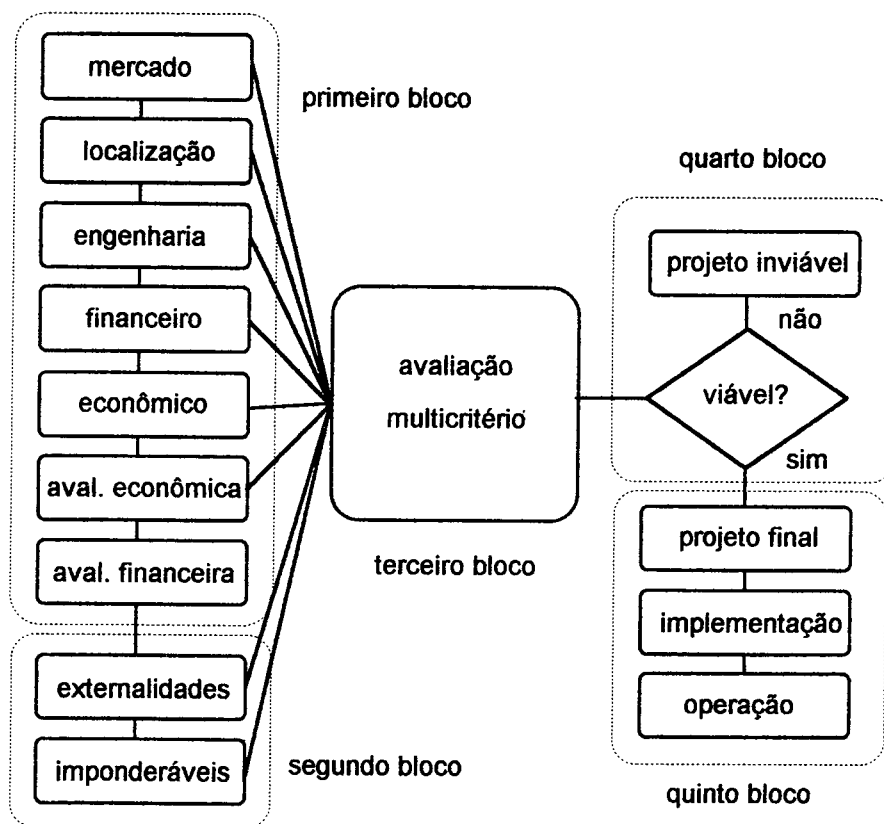 mercado
primeiro bloco
localização
engenharia
financeiro
econômico
aval. econômica
aval. financeira
externalidades
imponderáveis
segundo bloco
avaliação
multicritério
terceiro bloco
quarto bloco
projeto inviável
não
viável?
sim
projeto final
implementação
operação
quinto bloco